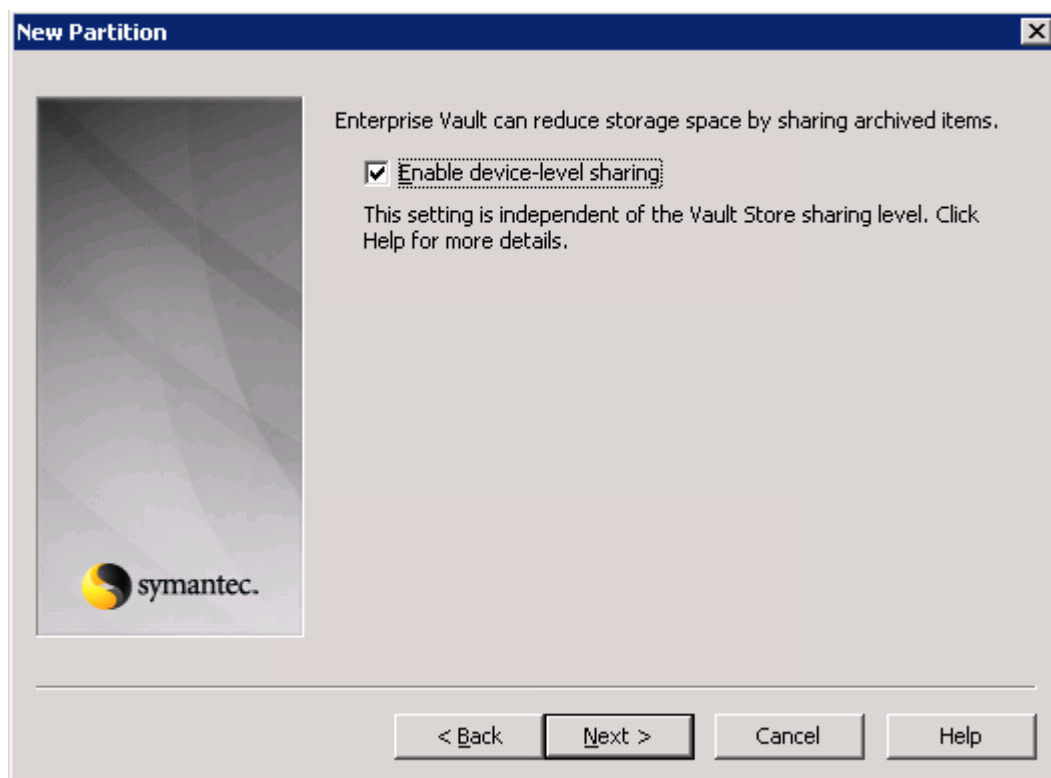 New Partition
Enterprise Vault can reduce storage space by sharing archived items.
Enable device-level sharing
This setting is independent of the Vault Store sharing level. Click
Help for more details.
symantec.
< Back
Next >
Cancel
Help